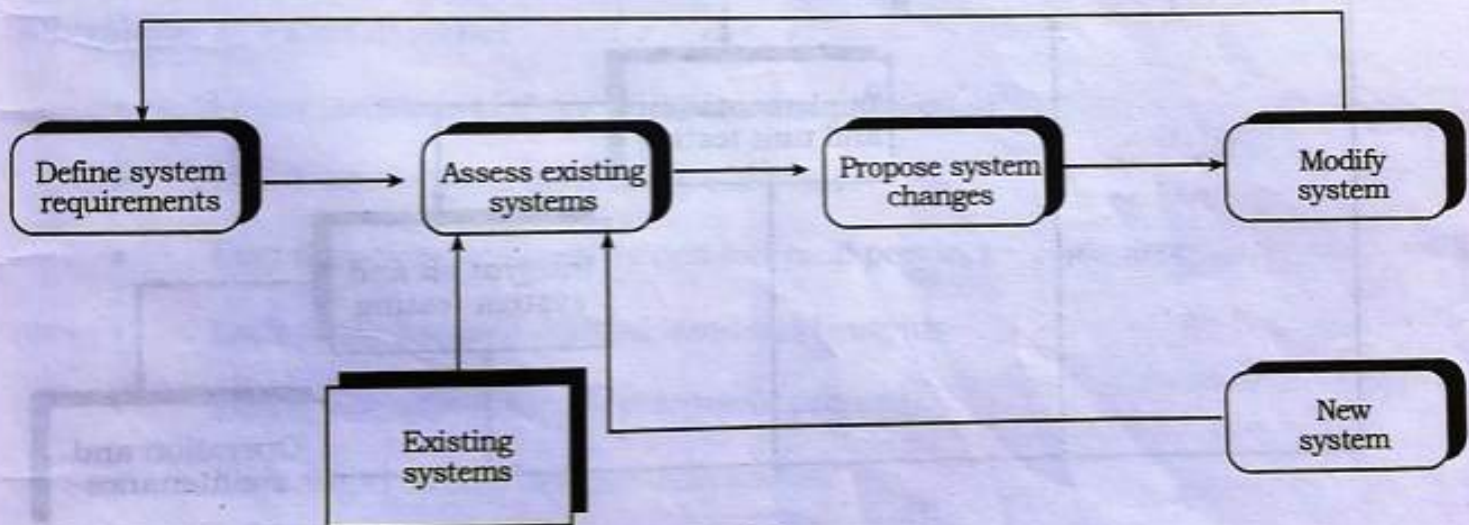 Define system
requirements
Assess existing
systems
Propose system
changes
Modify
system
Existing
systems
New
system